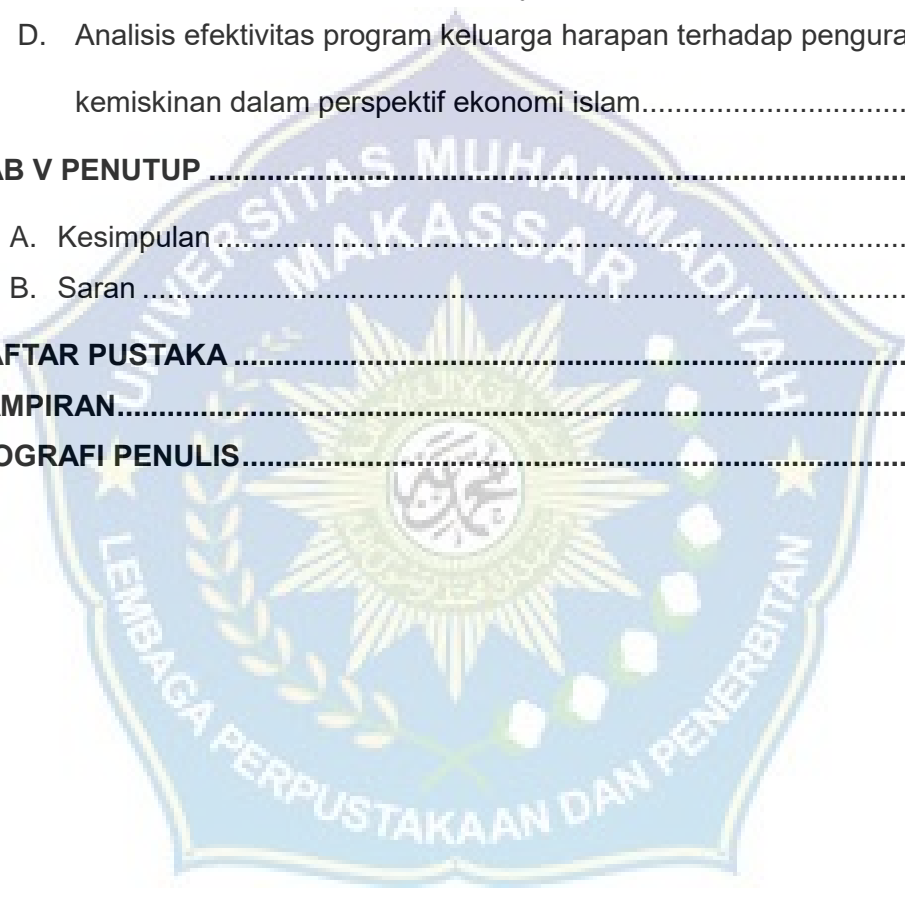 D. Analisis efektivitas program keluarga harapan terhadap pengura
kemiskinan dalam perspektif ekonomi islam..................................
AB V PENUTUP ....................................................................................
A. Kesimpulan ....................................................................................
B. Saran ..............................................................................................
AFTAR PUSTAKA .................................................................................
MPIRAN................................................................................................
OGRAFI PENULIS.................................................................................
UNIVERSITAS MUHAMMADIYAH
MAKASSAR
LEMBAGA PERPUSTAKAAN DAN PENERBITAN